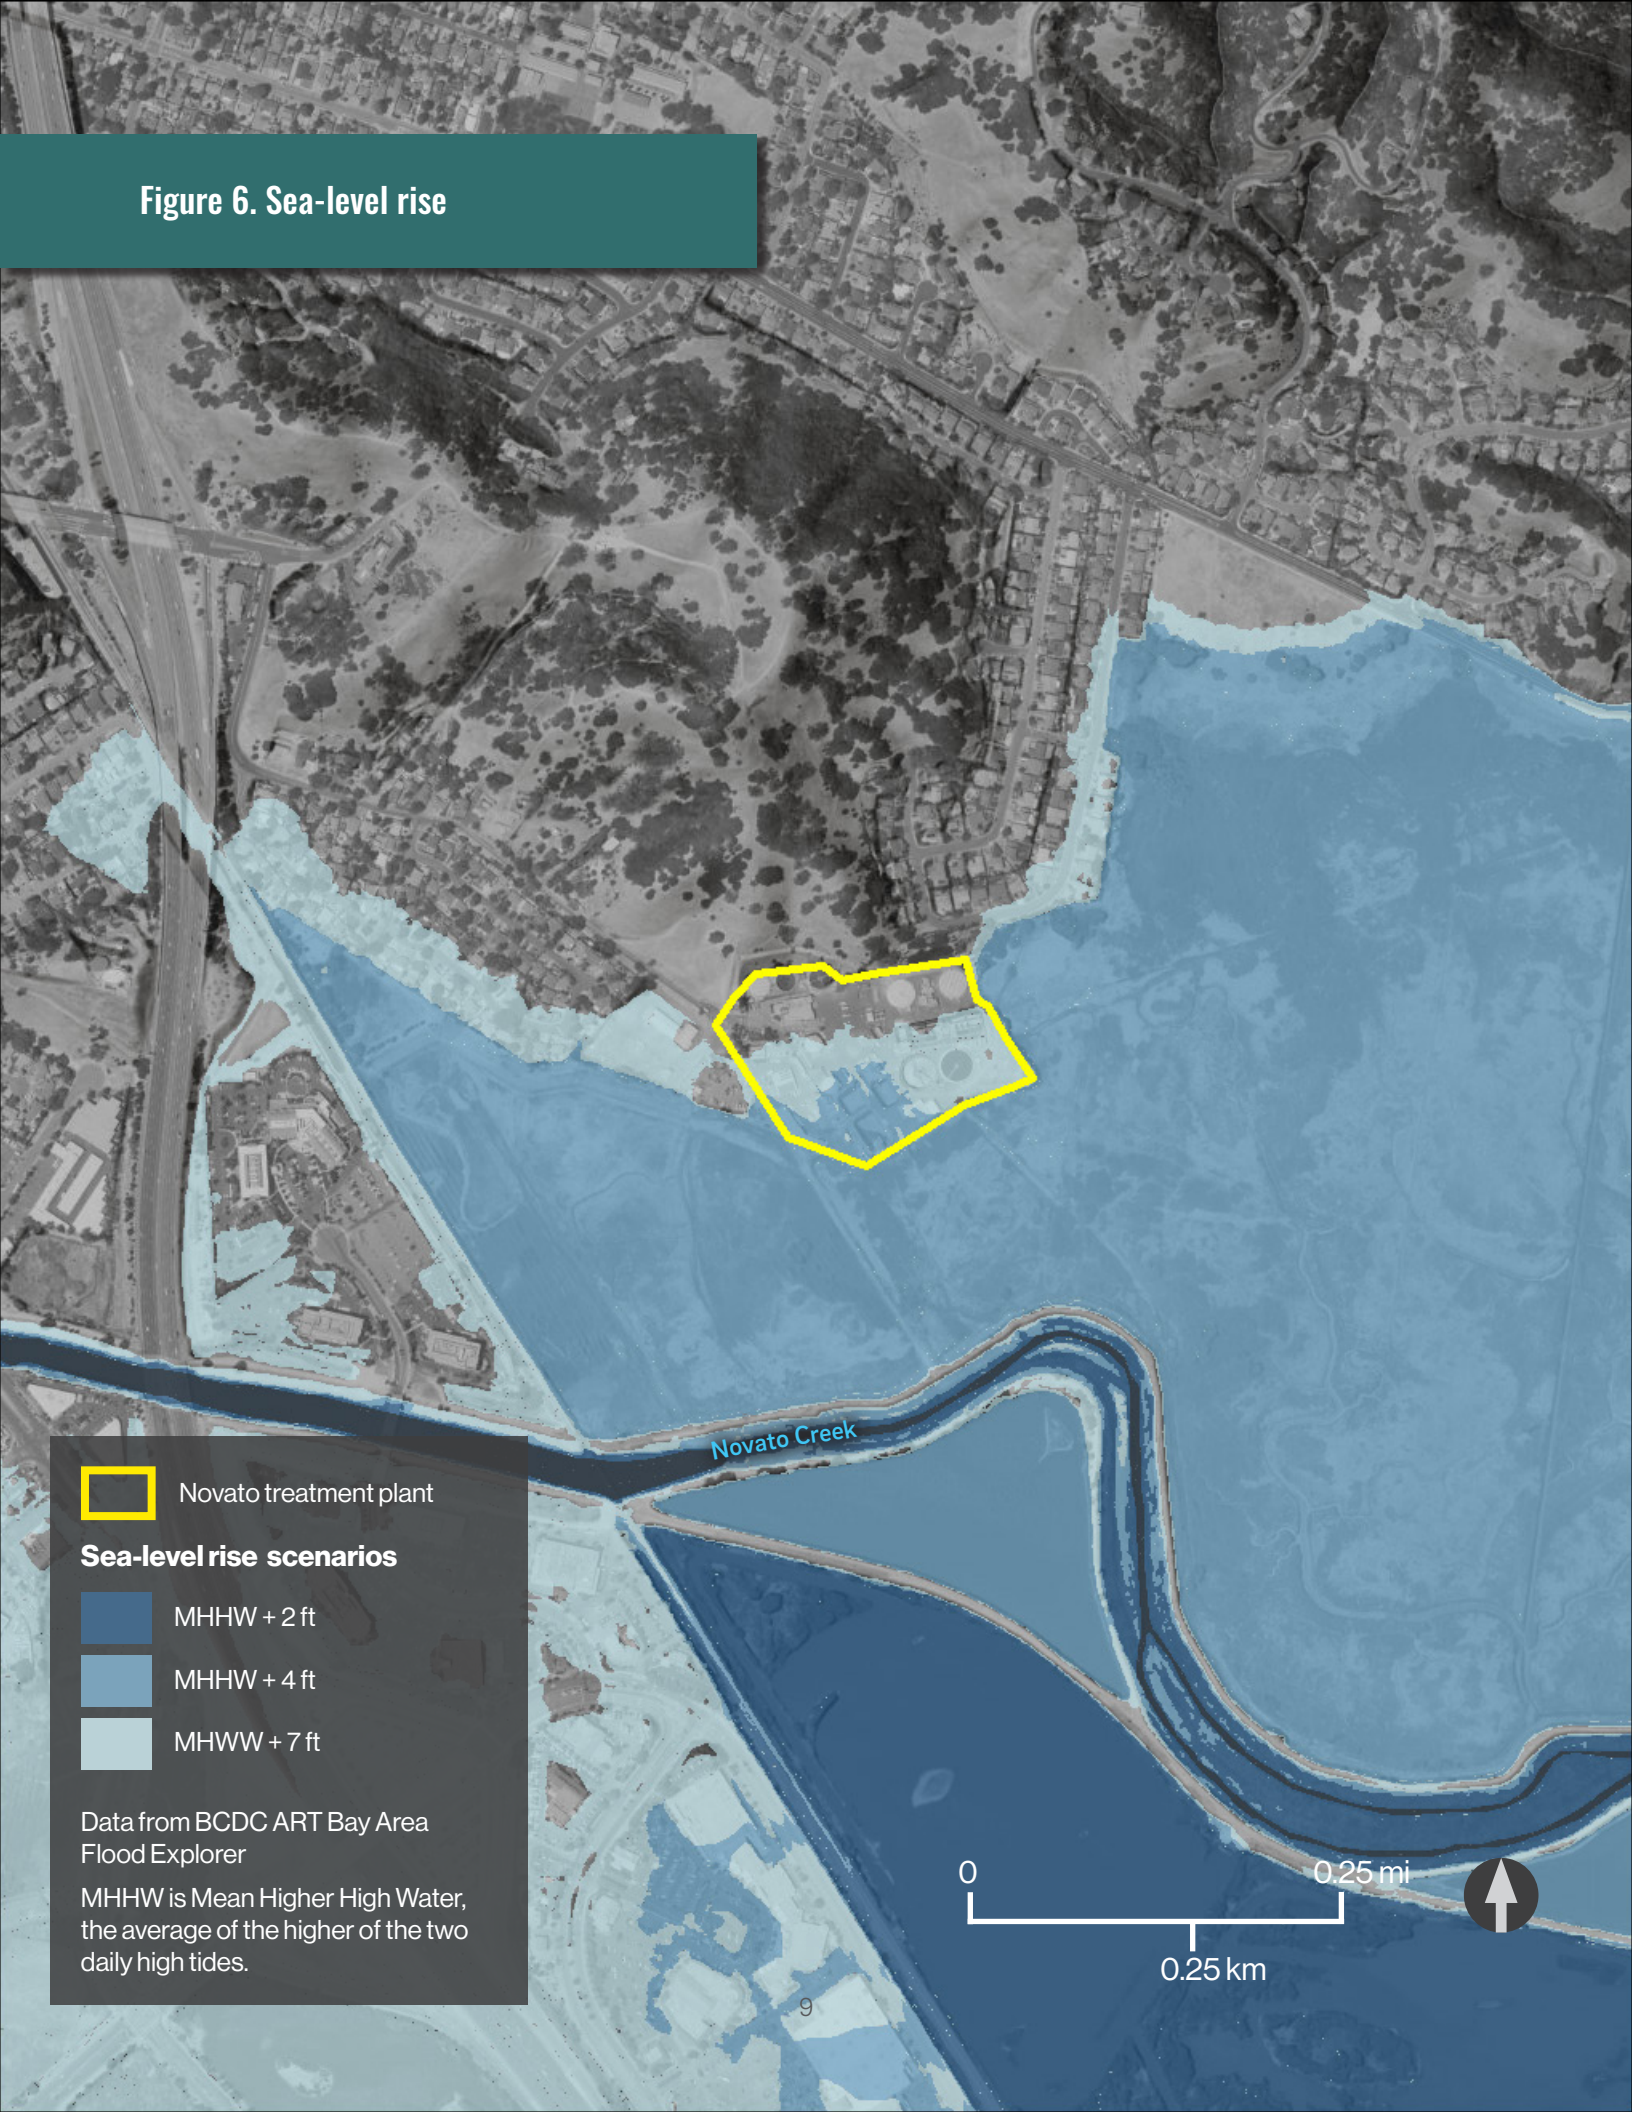 Figure 6. Sea-level rise
Novato Creek
Novato treatment plant
Sea-level rise scenarios
MHHW + 2 ft
MHHW + 4 ft
MHWW + 7 ft
Data from BCDC ART Bay Area
Flood Explorer
MHHW is Mean Higher High Water,
the average of the higher of the two
daily high tides.
0
0.25 mi
0.25 km
9